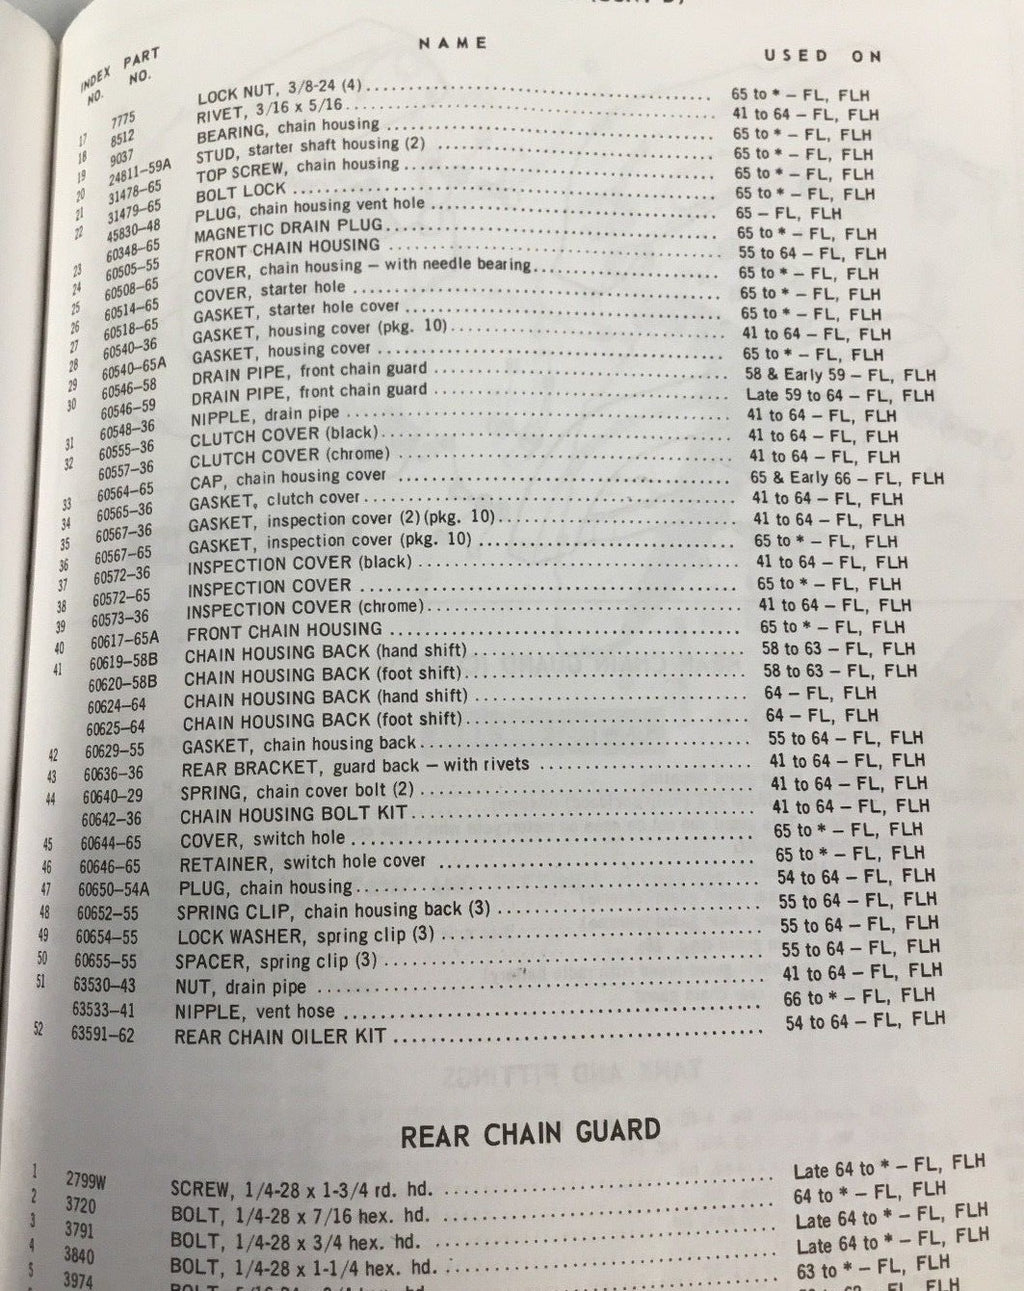 (CONT'D)
INDEX NO. PART NO. NAME USED ON
7775 LOCK NUT, 3/8-24 (4) 65 to * – FL, FLH
17 8512 RIVET, 3/16 x 5/16 41 to 64 – FL, FLH
18 9037 BEARING, chain housing 65 to * – FL, FLH
19 24811–59A STUD, starter shaft housing (2) 65 to * – FL, FLH
20 31478–65 TOP SCREW, chain housing 65 to * – FL, FLH
21 31479–65 BOLT LOCK 65 to * – FL, FLH
22 45830–48 PLUG, chain housing vent hole 65 – FL, FLH
60348–65 MAGNETIC DRAIN PLUG 65 to * – FL, FLH
23 60505–55 FRONT CHAIN HOUSING 55 to 64 – FL, FLH
24 60508–65 COVER, chain housing – with needle bearing 65 to * – FL, FLH
25 60514–65 COVER, starter hole 65 to * – FL, FLH
26 60518–65 GASKET, starter hole cover 65 to * – FL, FLH
27 60540–36 GASKET, housing cover (pkg. 10) 41 to 64 – FL, FLH
28 60540–65A GASKET, housing cover 65 to * – FL, FLH
29 60546–58 DRAIN PIPE, front chain guard 58 & Early 59 – FL, FLH
30 60546–59 DRAIN PIPE, front chain guard Late 59 to 64 – FL, FLH
60548–36 NIPPLE, drain pipe 41 to 64 – FL, FLH
31 60555–36 CLUTCH COVER (black) 41 to 64 – FL, FLH
32 60557–36 CLUTCH COVER (chrome) 41 to 64 – FL, FLH
60564–65 CAP, chain housing cover 65 & Early 66 – FL, FLH
33 60565–36 GASKET, clutch cover 41 to 64 – FL, FLH
34 60567–36 GASKET, inspection cover (2) (pkg. 10) 41 to 64 – FL, FLH
35 60567–65 GASKET, inspection cover (pkg. 10) 65 to * – FL, FLH
36 60572–36 INSPECTION COVER (black) 41 to 64 – FL, FLH
37 60572–65 INSPECTION COVER 65 to * – FL, FLH
38 60573–36 INSPECTION COVER (chrome) 41 to 64 – FL, FLH
39 60617–65A FRONT CHAIN HOUSING 65 to * – FL, FLH
40 60619–58B CHAIN HOUSING BACK (hand shift) 58 to 63 – FL, FLH
41 60620–58B CHAIN HOUSING BACK (foot shift) 58 to 63 – FL, FLH
60624–64 CHAIN HOUSING BACK (hand shift) 64 – FL, FLH
60625–64 CHAIN HOUSING BACK (foot shift) 64 – FL, FLH
42 60629–55 GASKET, chain housing back 55 to 64 – FL, FLH
43 60636–36 REAR BRACKET, guard back – with rivets 41 to 64 – FL, FLH
44 60640–29 SPRING, chain cover bolt (2) 41 to 64 – FL, FLH
60642–36 CHAIN HOUSING BOLT KIT 41 to 64 – FL, FLH
45 60644–65 COVER, switch hole 65 to * – FL, FLH
46 60646–65 RETAINER, switch hole cover 65 to * – FL, FLH
47 60650–54A PLUG, chain housing 54 to 64 – FL, FLH
48 60652–55 SPRING CLIP, chain housing back (3) 55 to 64 – FL, FLH
49 60654–55 LOCK WASHER, spring clip (3) 55 to 64 – FL, FLH
50 60655–55 SPACER, spring clip (3) 55 to 64 – FL, FLH
51 63530–43 NUT, drain pipe 41 to 64 – FL, FLH
63533–41 NIPPLE, vent hose 66 to * – FL, FLH
52 63591–62 REAR CHAIN OILER KIT 54 to 64 – FL, FLH
REAR CHAIN GUARD
1 2799W SCREW, 1/4-28 x 1-3/4 rd. hd. Late 64 to * – FL, FLH
2 3720 BOLT, 1/4-28 x 7/16 hex. hd. 64 to * – FL, FLH
3 3791 BOLT, 1/4-28 x 3/4 hex. hd. Late 64 to * – FL, FLH
4 3840 BOLT, 1/4-28 x 1-1/4 hex. hd. Late 64 to * – FL, FLH
5 3974 63 to * – FL, FLH